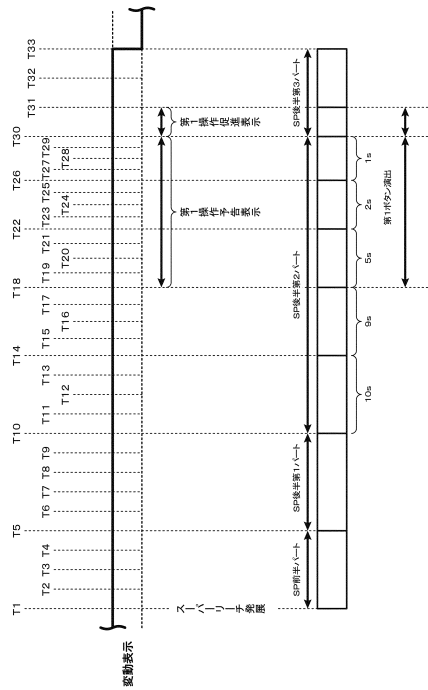 T1
T2
T3
T4
T5
T6
T7
T8
T9
T10
T11
T12
T13
T14
T15
T16
T17
T18
T19
T20
T21
T22
T23
T24
T25
T26
T27
T28
T29
T30
T31
T32
T33
変動表示
スーパーリーチ発展
第1操作予告表示
第1操作促進表示
SP前半パート
SP後半第1パート
SP後半第2パート
SP後半第3パート
10s
9s
5s
2s
1s
第1ボタン演出